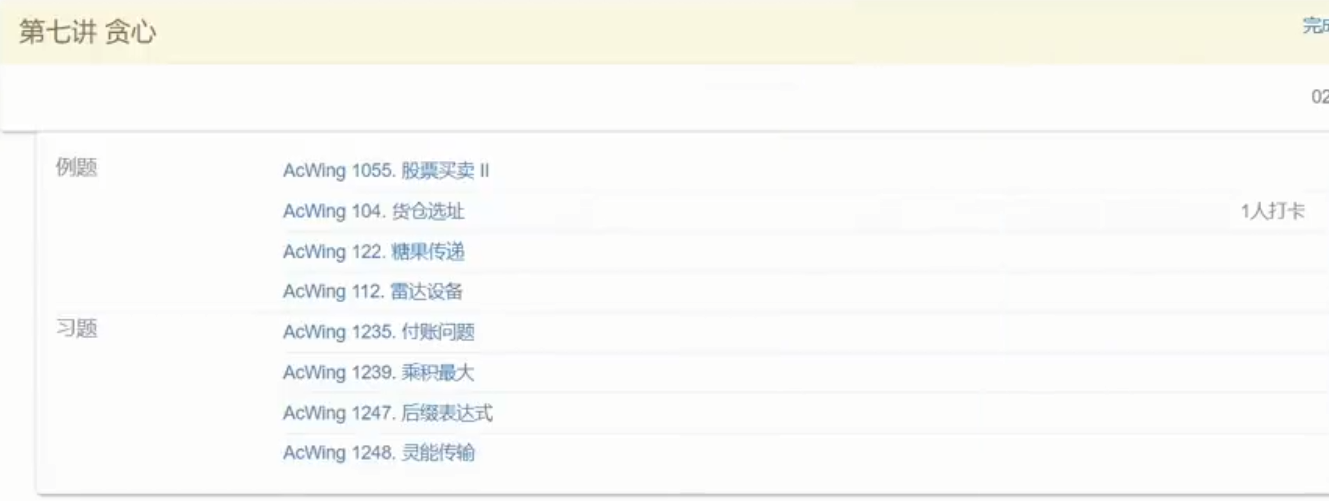 第七讲 贪心
完成
02
例题
AcWing 1055. 股票买卖 II
AcWing 104. 货仓选址 1人打卡
AcWing 122. 糖果传递
AcWing 112. 雷达设备
习题 AcWing 1235. 付账问题
AcWing 1239. 乘积最大
AcWing 1247. 后缀表达式
AcWing 1248. 灵能传输